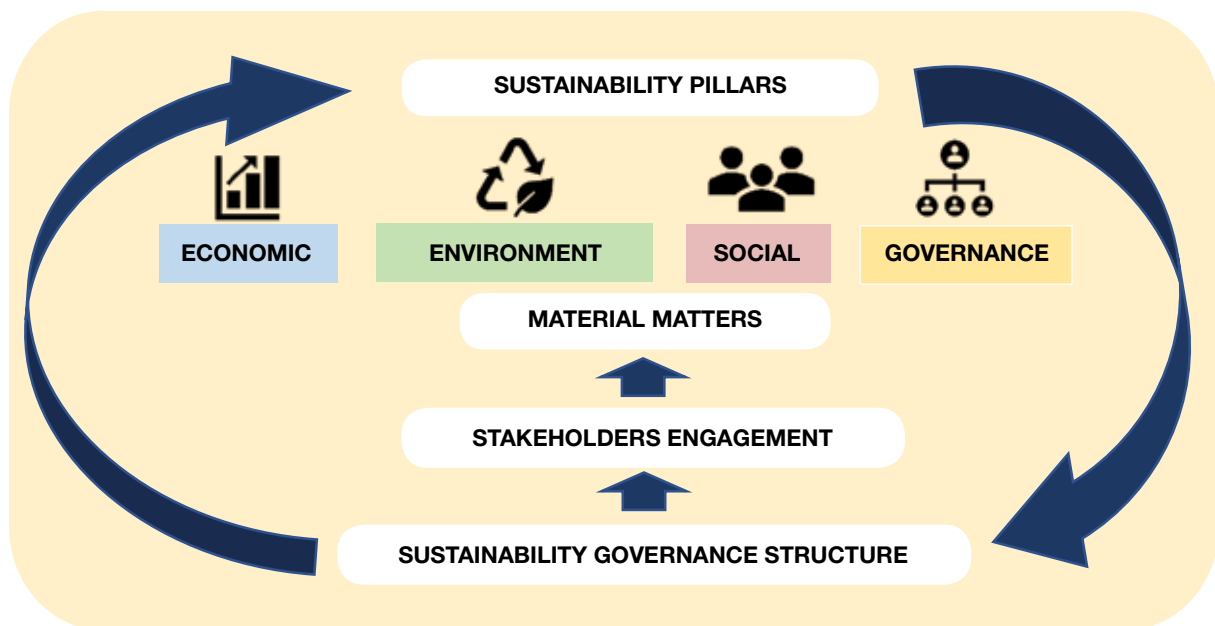 SUSTAINABILITY PILLARS
ECONOMIC
ENVIRONMENT
SOCIAL
GOVERNANCE
MATERIAL MATTERS
STAKEHOLDERS ENGAGEMENT
SUSTAINABILITY GOVERNANCE STRUCTURE